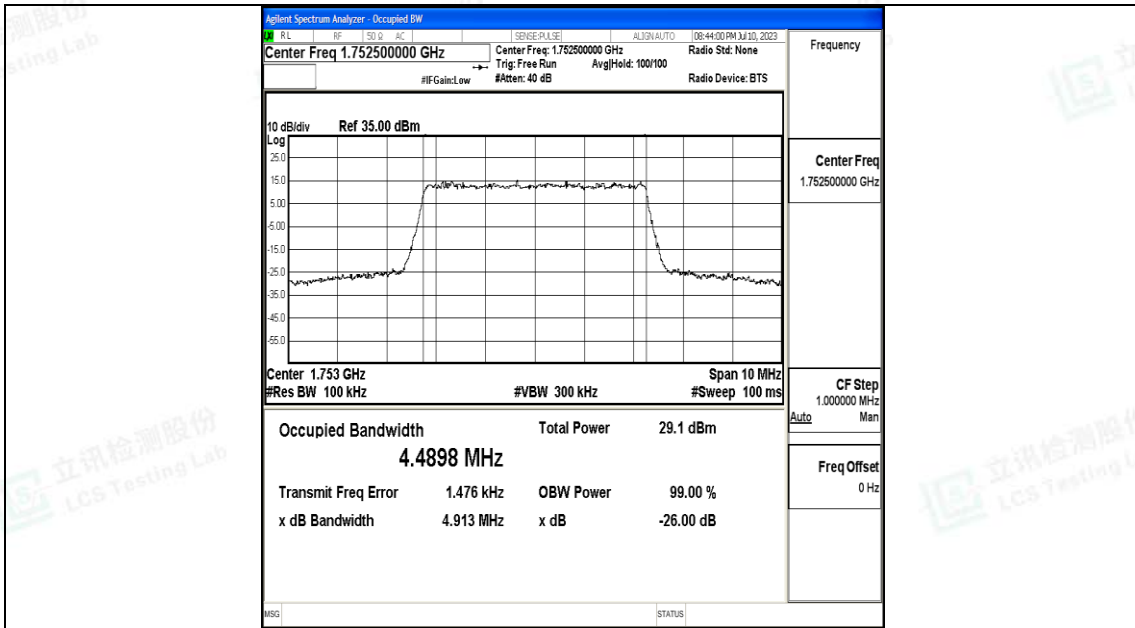 Agilent Spectrum Analyzer - Occupied BW
RL RF 50 Ω AC SENSE:PULSE ALIGN AUTO 08:44:00 PM Jul 10, 2023
Center Freq 1.752500000 GHz
Center Freq: 1.752500000 GHz Radio Std: None
Trig: Free Run Avg|Hold: 100/100
#IFGain:Low #Atten: 40 dB Radio Device: BTS
10 dB/div Ref 35.00 dBm
Log
25.0
15.0
5.00
-5.00
-15.0
-25.0
-35.0
-45.0
-55.0
Center 1.753 GHz Span 10 MHz
#Res BW 100 kHz #VBW 300 kHz #Sweep 100 ms
Occupied Bandwidth Total Power 29.1 dBm
4.4898 MHz
Transmit Freq Error 1.476 kHz OBW Power 99.00 %
x dB Bandwidth 4.913 MHz x dB -26.00 dB
MSG STATUS
Frequency
Center Freq
1.752500000 GHz
CF Step
1.000000 MHz
Auto Man
Freq Offset
0 Hz
立讯检测股份
LCS Testing Lab
立讯检测股份
LCS Testing L
测股份
sting Lab